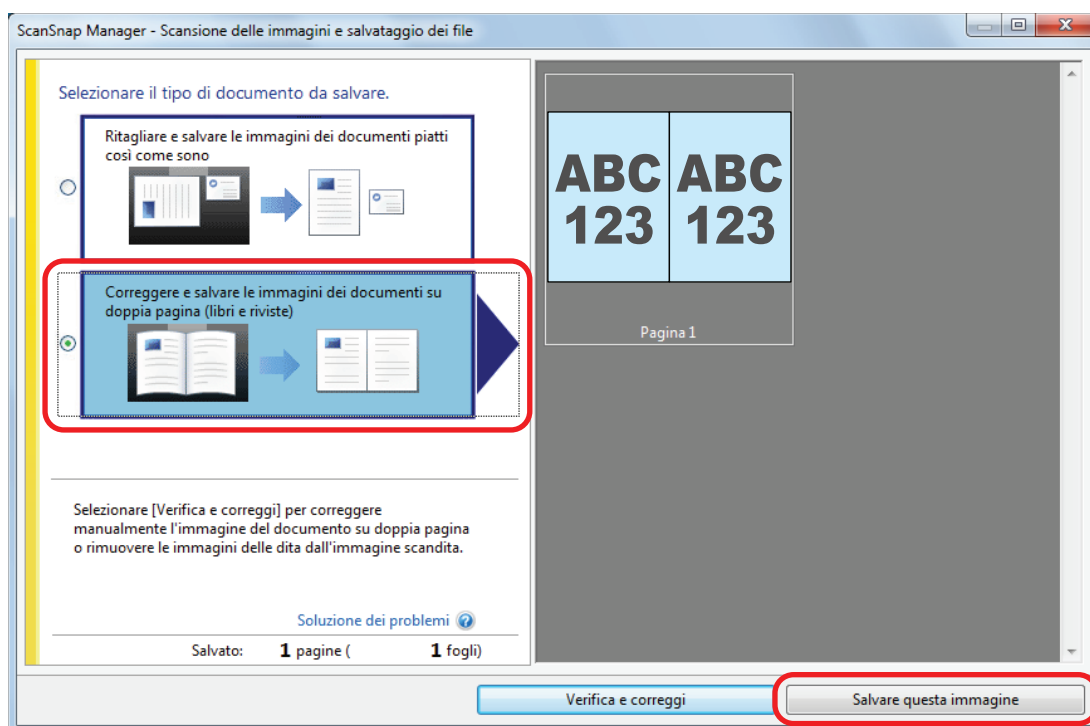 ScanSnap Manager - Scansione delle immagini e salvataggio dei file
Selezionare il tipo di documento da salvare.
Ritagliare e salvare le immagini dei documenti piatti
così come sono
Correggere e salvare le immagini dei documenti su
doppia pagina (libri e riviste)
Selezionare [Verifica e correggi] per correggere
manualmente l'immagine del documento su doppia pagina
o rimuovere le immagini delle dita dall'immagine scandita.
Soluzione dei problemi
Salvato: 1 pagine ( 1 fogli)
ABC ABC
123 123
Pagina 1
Verifica e correggi
Salvare questa immagine